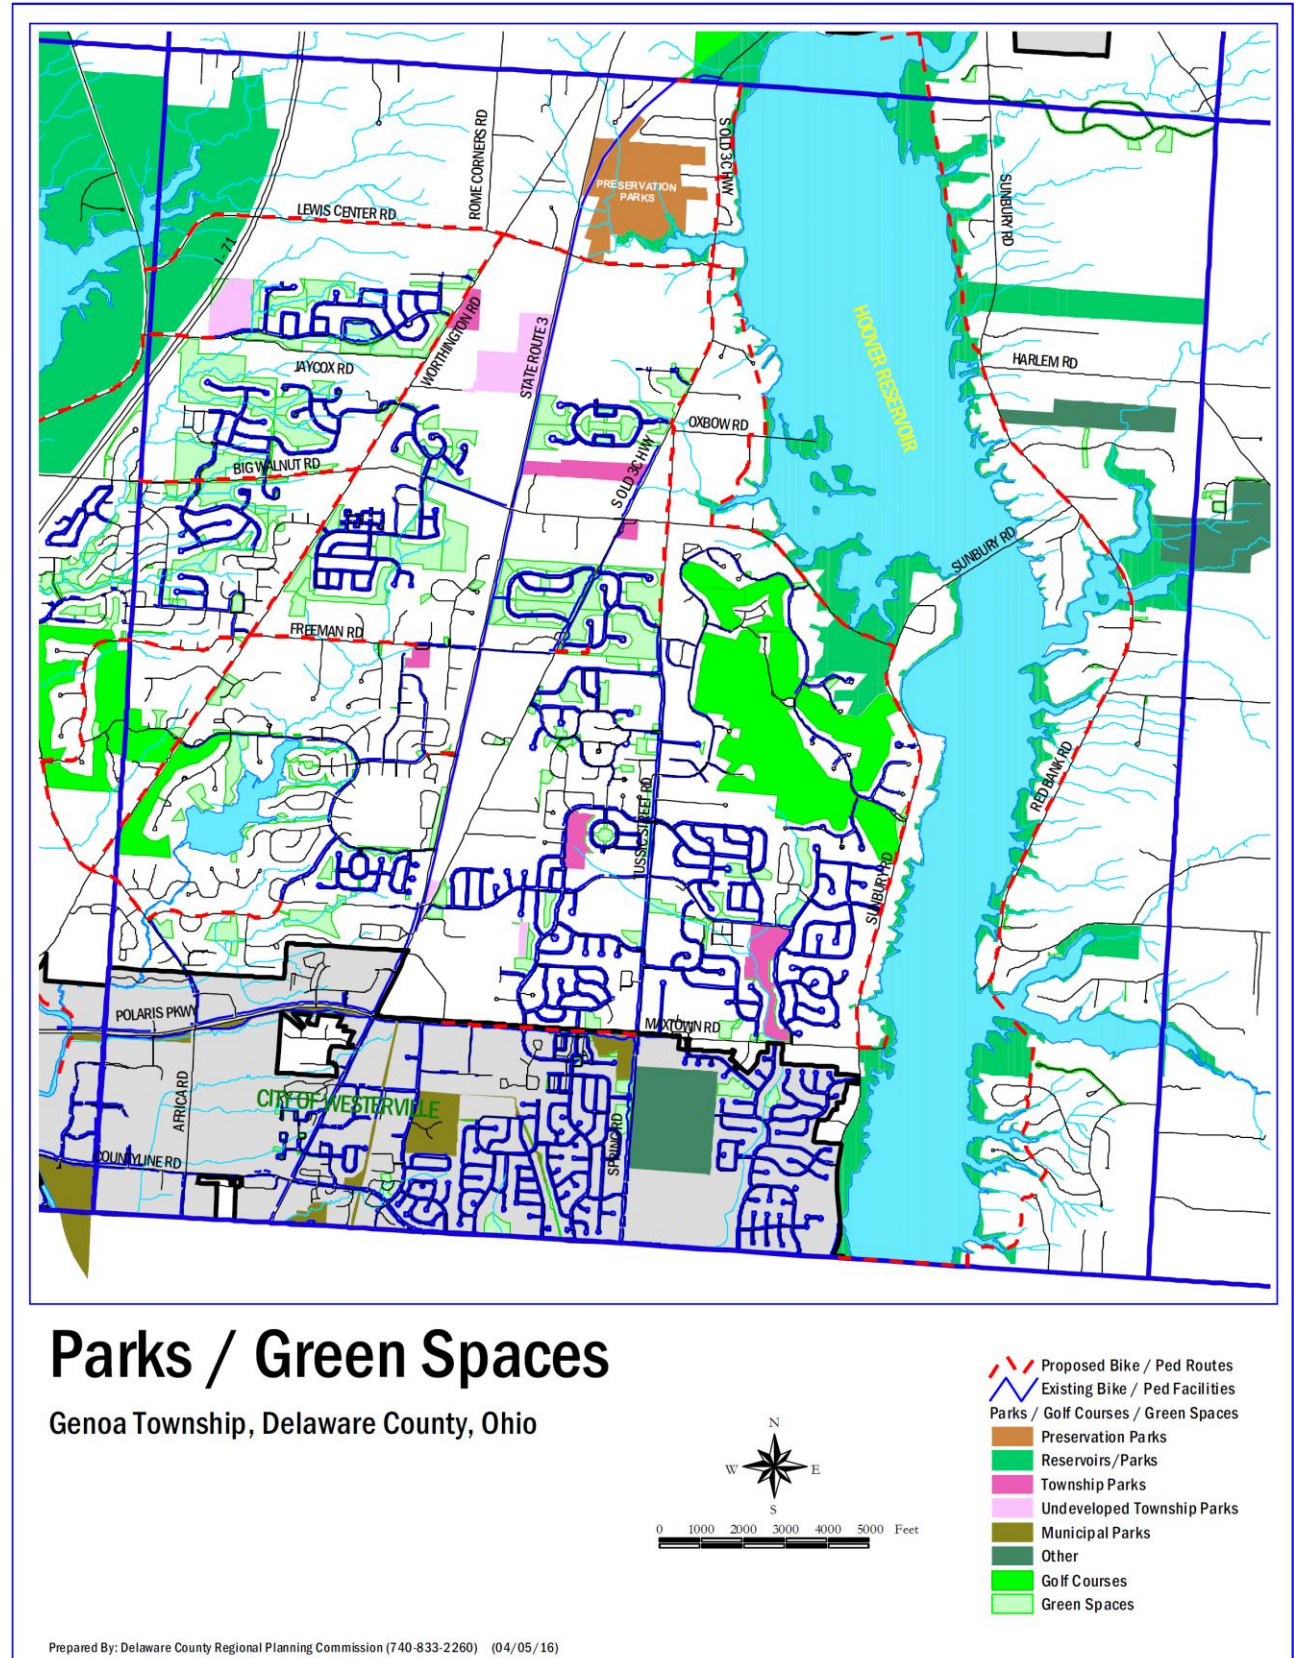 PRESERVATION
PARKS
S OLD 3C HWY
ROME CORNERS RD
SUNBURY RD
LEWIS CENTER RD
I - 71
HOOVER RESERVOIR
WORTHINGTON RD
STATE ROUTE 3
JAYCOX RD
HARLEM RD
OXBOW RD
S OLD 3C HWY
BIG WALNUT RD
SUNBURY RD
FREEMAN RD
RED BANK RD
TUSSIC STREET RD
SUNBURY RD
POLARIS PKWY
MAXTOWN RD
AFRICA RD
CITY OF WESTERVILLE
SPRING RD
COUNTYLINE RD
Parks / Green Spaces
Genoa Township, Delaware County, Ohio
N
W E
S
0 1000 2000 3000 4000 5000 Feet
Proposed Bike / Ped Routes
Existing Bike / Ped Facilities
Parks / Golf Courses / Green Spaces
Preservation Parks
Reservoirs/Parks
Township Parks
Undeveloped Township Parks
Municipal Parks
Other
Golf Courses
Green Spaces
Prepared By: Delaware County Regional Planning Commission (740-833-2260) (04/05/16)